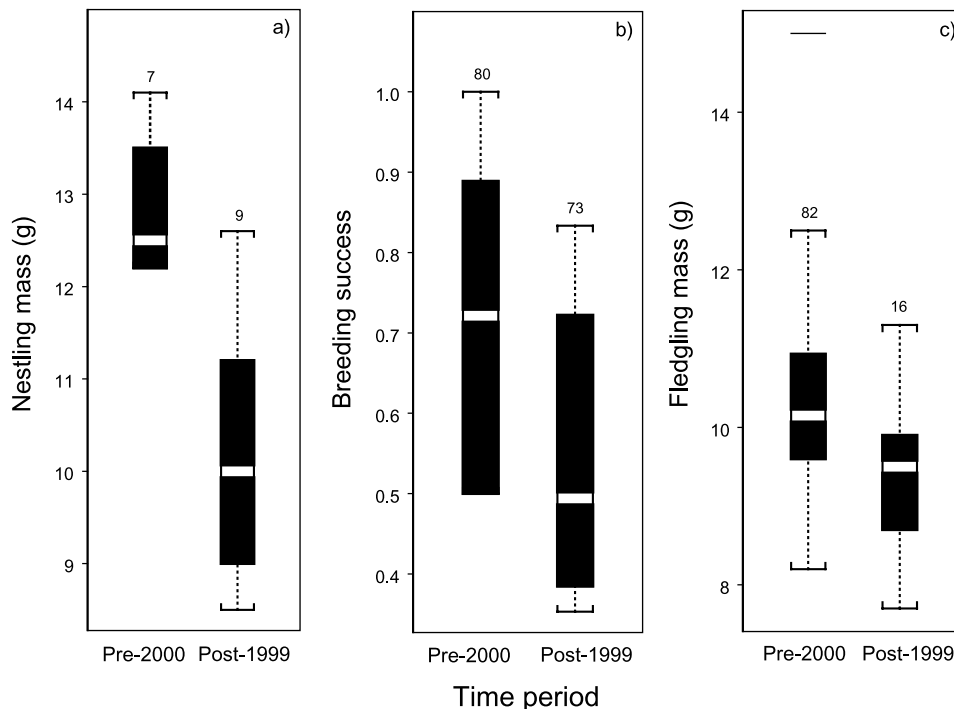 a)
7
9
14
13
12
11
10
9
Nestling mass (g)
Pre-2000 Post-1999
b)
80
73
1.0
0.9
0.8
0.7
0.6
0.5
0.4
Breeding success
Pre-2000 Post-1999
c)
82
16
14
12
10
8
Fledgling mass (g)
Pre-2000 Post-1999
Time period